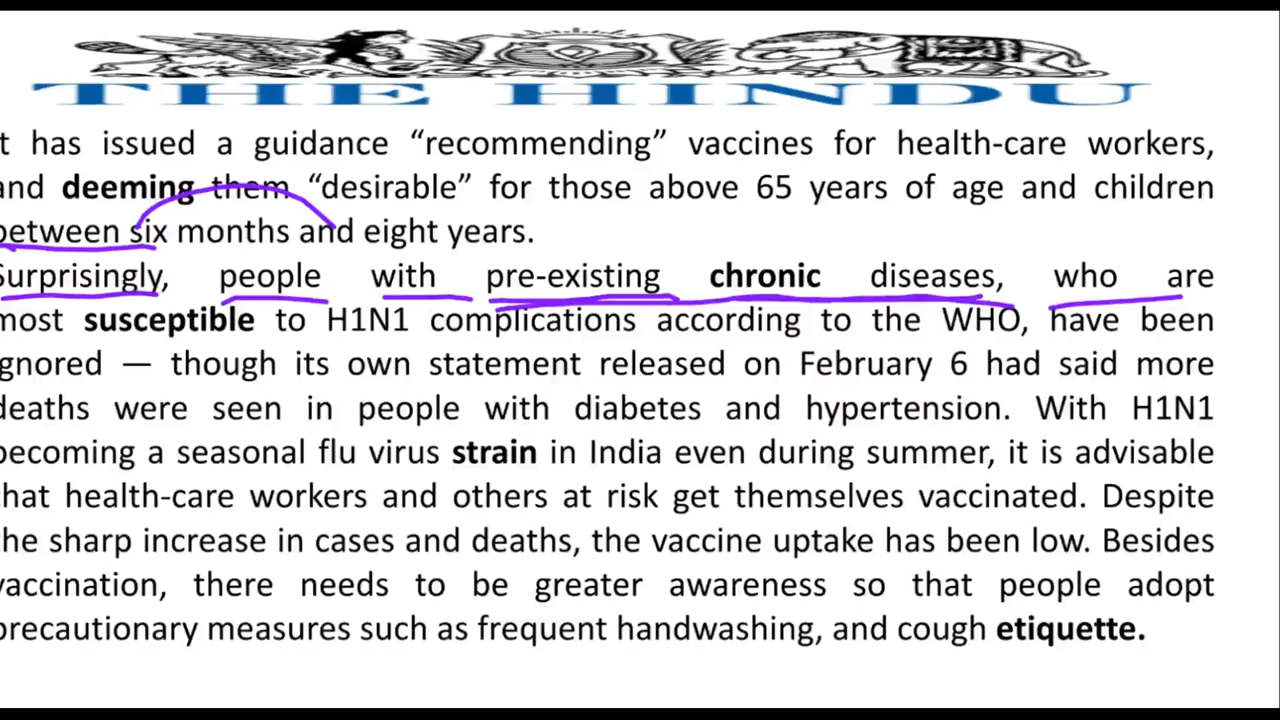 THE HINDU
t has issued a guidance “recommending” vaccines for health-care workers,
and deeming them “desirable” for those above 65 years of age and children
between six months and eight years.
Surprisingly, people with pre-existing chronic diseases, who are
most susceptible to H1N1 complications according to the WHO, have been
ignored — though its own statement released on February 6 had said more
deaths were seen in people with diabetes and hypertension. With H1N1
becoming a seasonal flu virus strain in India even during summer, it is advisable
that health-care workers and others at risk get themselves vaccinated. Despite
the sharp increase in cases and deaths, the vaccine uptake has been low. Besides
vaccination, there needs to be greater awareness so that people adopt
precautionary measures such as frequent handwashing, and cough etiquette.